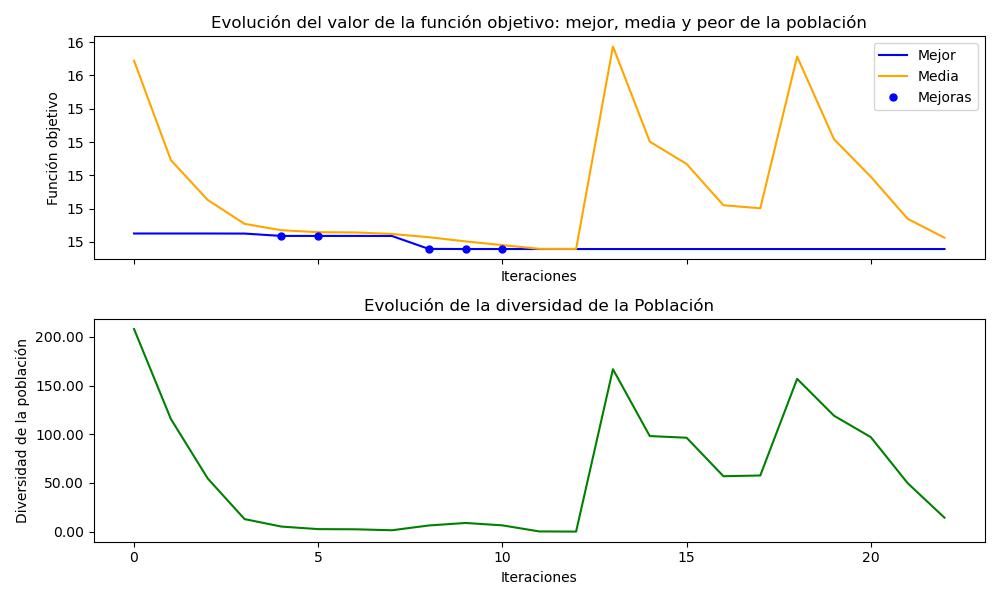 Evolución del valor de la función objetivo: mejor, media y peor de la población
16
16
15
15
15
15
15
Función objetivo
Mejor
Media
Mejoras
Iteraciones
Evolución de la diversidad de la Población
200.00
150.00
100.00
50.00
0.00
Diversidad de la población
0 5 10 15 20
Iteraciones